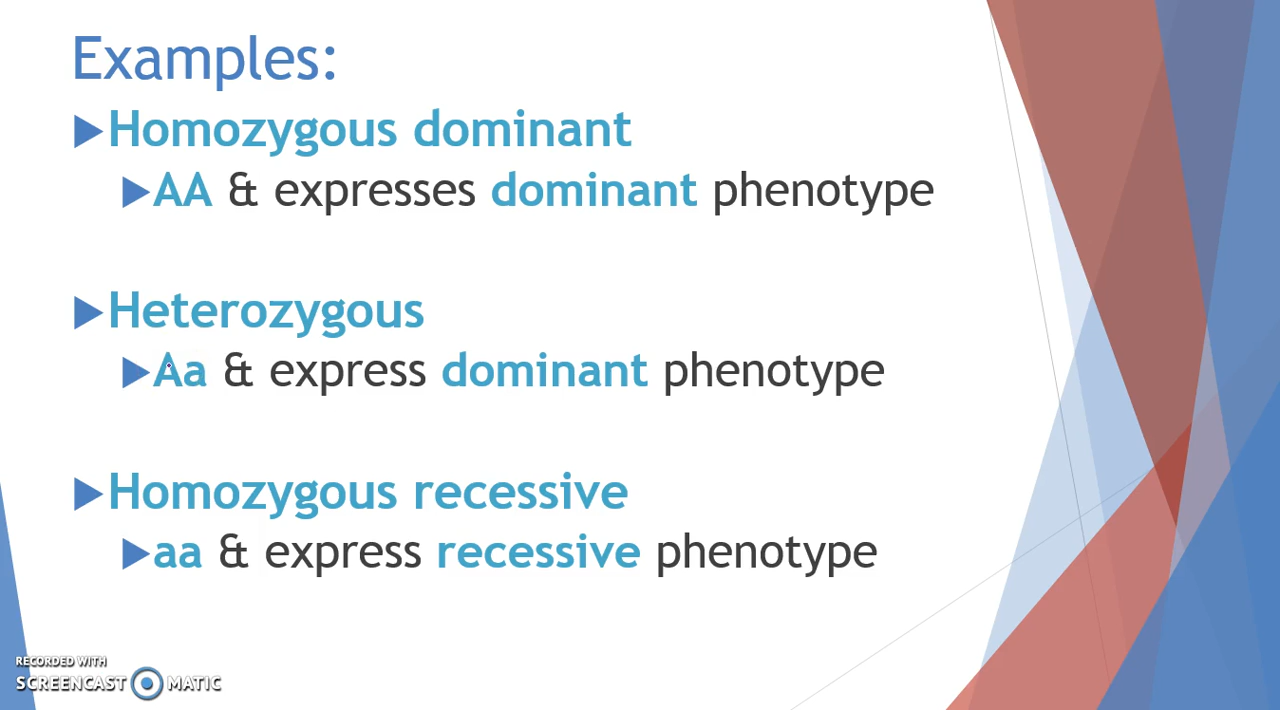 Examples:
Homozygous dominant
AA & expresses dominant phenotype
Heterozygous
Aa & express dominant phenotype
Homozygous recessive
aa & express recessive phenotype
RECORDED WITH
SCREENCAST MATIC